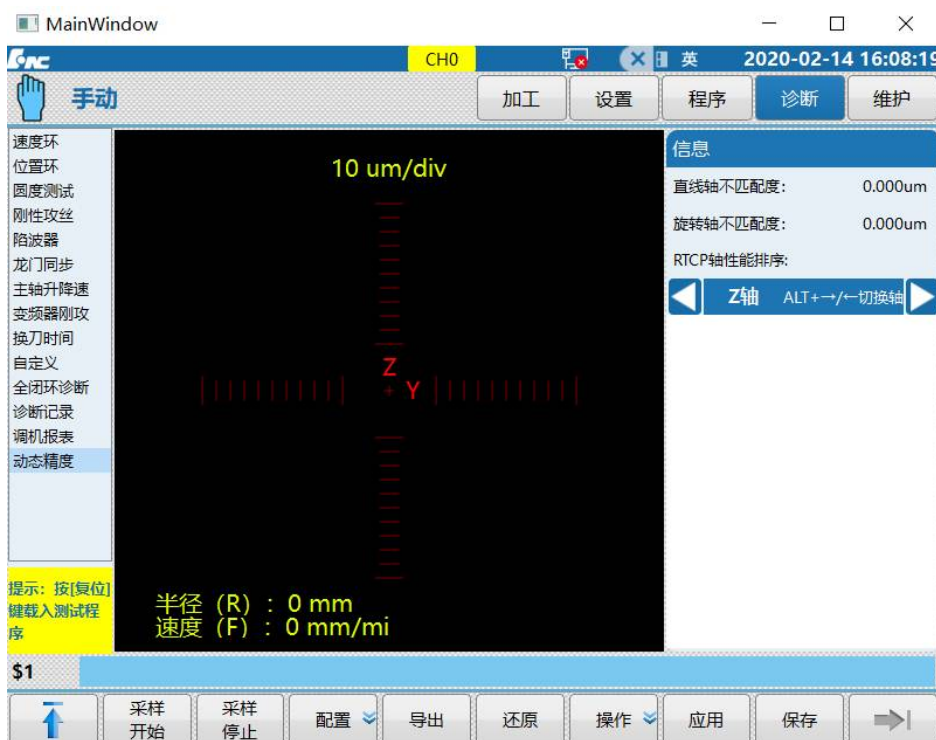 MainWindow
CH0
英
2020-02-14 16:08:19
手动
加工
设置
程序
诊断
维护
速度环
位置环
圆度测试
刚性攻丝
陷波器
龙门同步
主轴升降速
变频器刚攻
换刀时间
自定义
全闭环诊断
诊断记录
调机报表
动态精度
提示：按[复位]
键载入测试程
序
10 um/div
Z
Y
半径（R）：0 mm
速度（F）：0 mm/mi
信息
直线轴不匹配度： 0.000um
旋转轴不匹配度： 0.000um
RTCP轴性能排序:
Z轴 ALT+→/←切换轴
$1
采样
开始
采样
停止
配置
导出
还原
操作
应用
保存